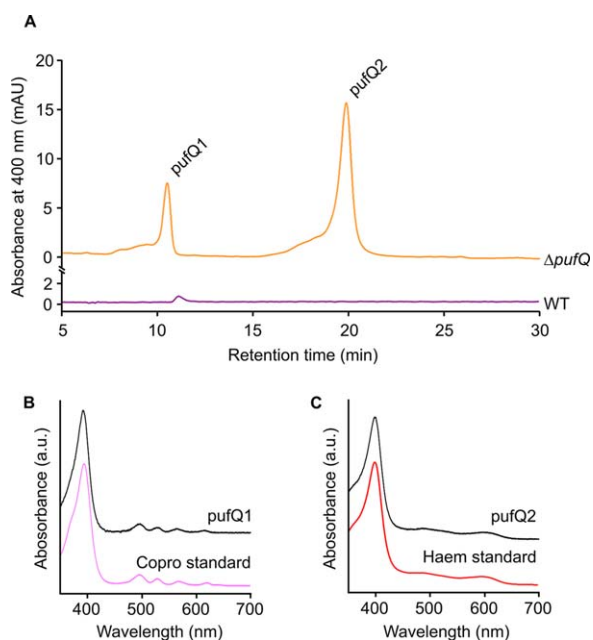 A
Absorbance at 400 nm (mAU)
20
15
10
5
0
2
0
pufQ1
pufQ2
ΔpufQ
WT
5 10 15 20 25 30
Retention time (min)
B
Abosorbance (a.u.)
pufQ1
Copro standard
400 500 600 700
Wavelength (nm)
C
Abosorbance (a.u.)
pufQ2
Haem standard
400 500 600 700
Wavelength (nm)